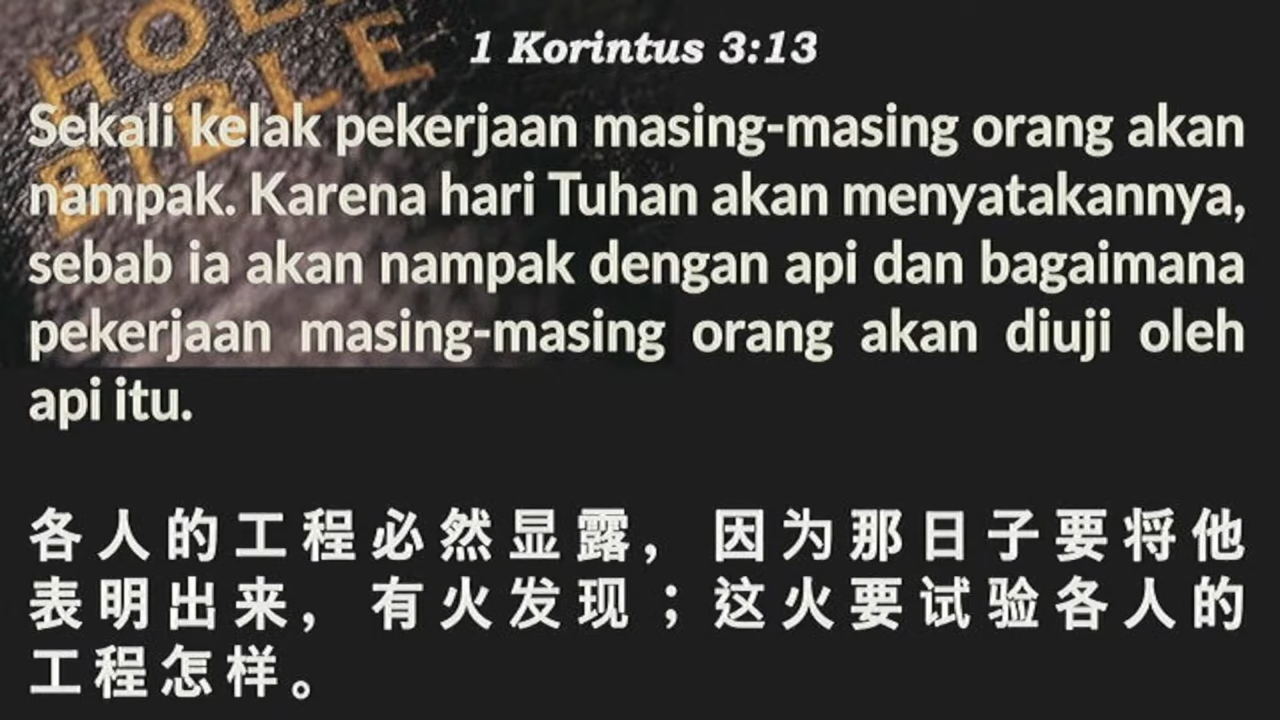 HOLY
BIBLE
1 Korintus 3:13
Sekali kelak pekerjaan masing-masing orang akan
nampak. Karena hari Tuhan akan menyatakannya,
sebab ia akan nampak dengan api dan bagaimana
pekerjaan masing-masing orang akan diuji oleh
api itu.
各人的工程必然显露，因为那日子要将他
表明出来，有火发现；这火要试验各人的
工程怎样。